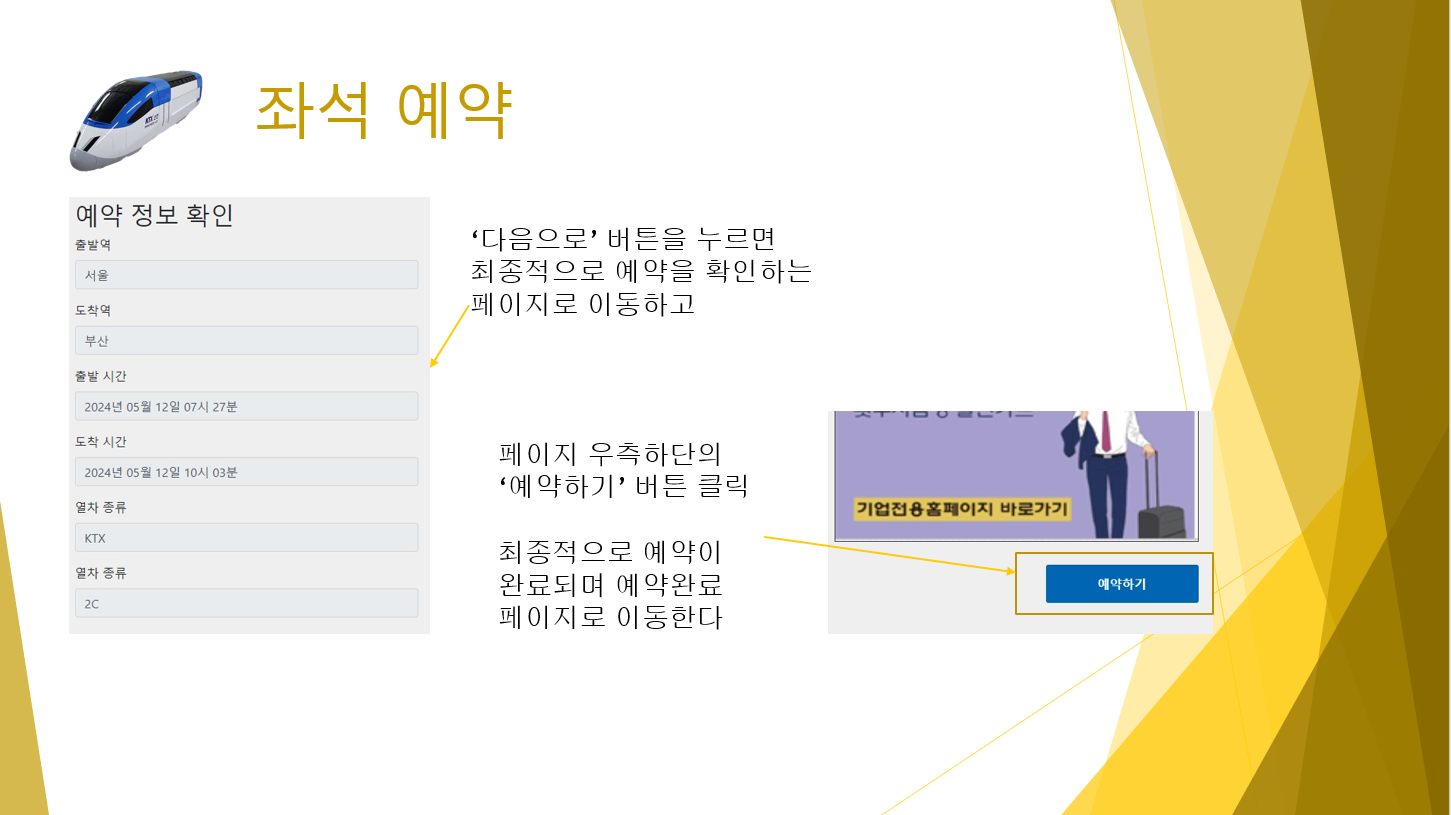 좌석 예약
예약 정보 확인
출발역
서울
도착역
부산
출발 시간
2024년 05월 12일 07시 27분
도착 시간
2024년 05월 12일 10시 03분
열차 종류
KTX
열차 종류
2C
‘다음으로’ 버튼을 누르면
최종적으로 예약을 확인하는
페이지로 이동하고
페이지 우측하단의
‘예약하기’ 버튼 클릭
최종적으로 예약이
완료되며 예약완료
페이지로 이동한다
기업전용홈페이지 바로가기
예약하기